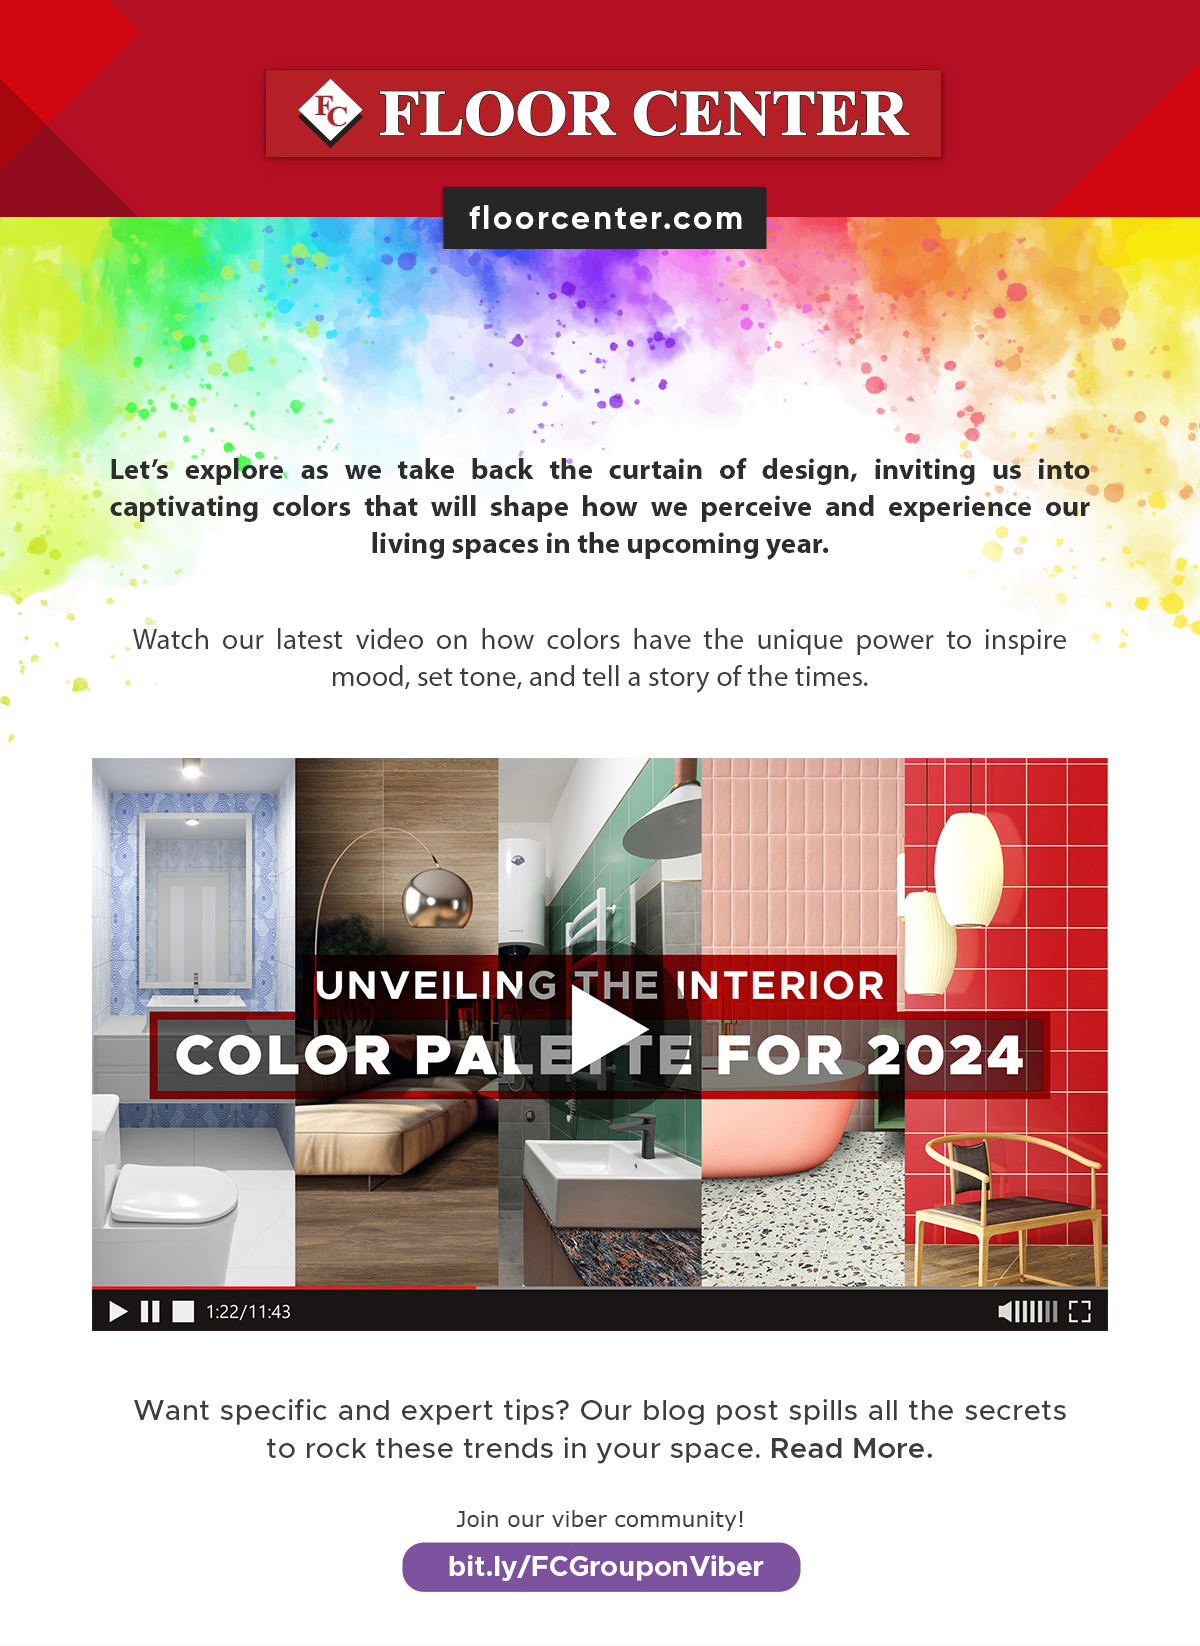 FC FLOOR CENTER
floorcenter.com
Let's explore as we take back the curtain of design, inviting us into
captivating colors that will shape how we perceive and experience our
living spaces in the upcoming year.
Watch our latest video on how colors have the unique power to inspire
mood, set tone, and tell a story of the times.
UNVEILING THE INTERIOR
COLOR PALETTE FOR 2024
1:22/11:43
Want specific and expert tips? Our blog post spills all the secrets
to rock these trends in your space. Read More.
Join our viber community!
bit.ly/FCGrouponViber